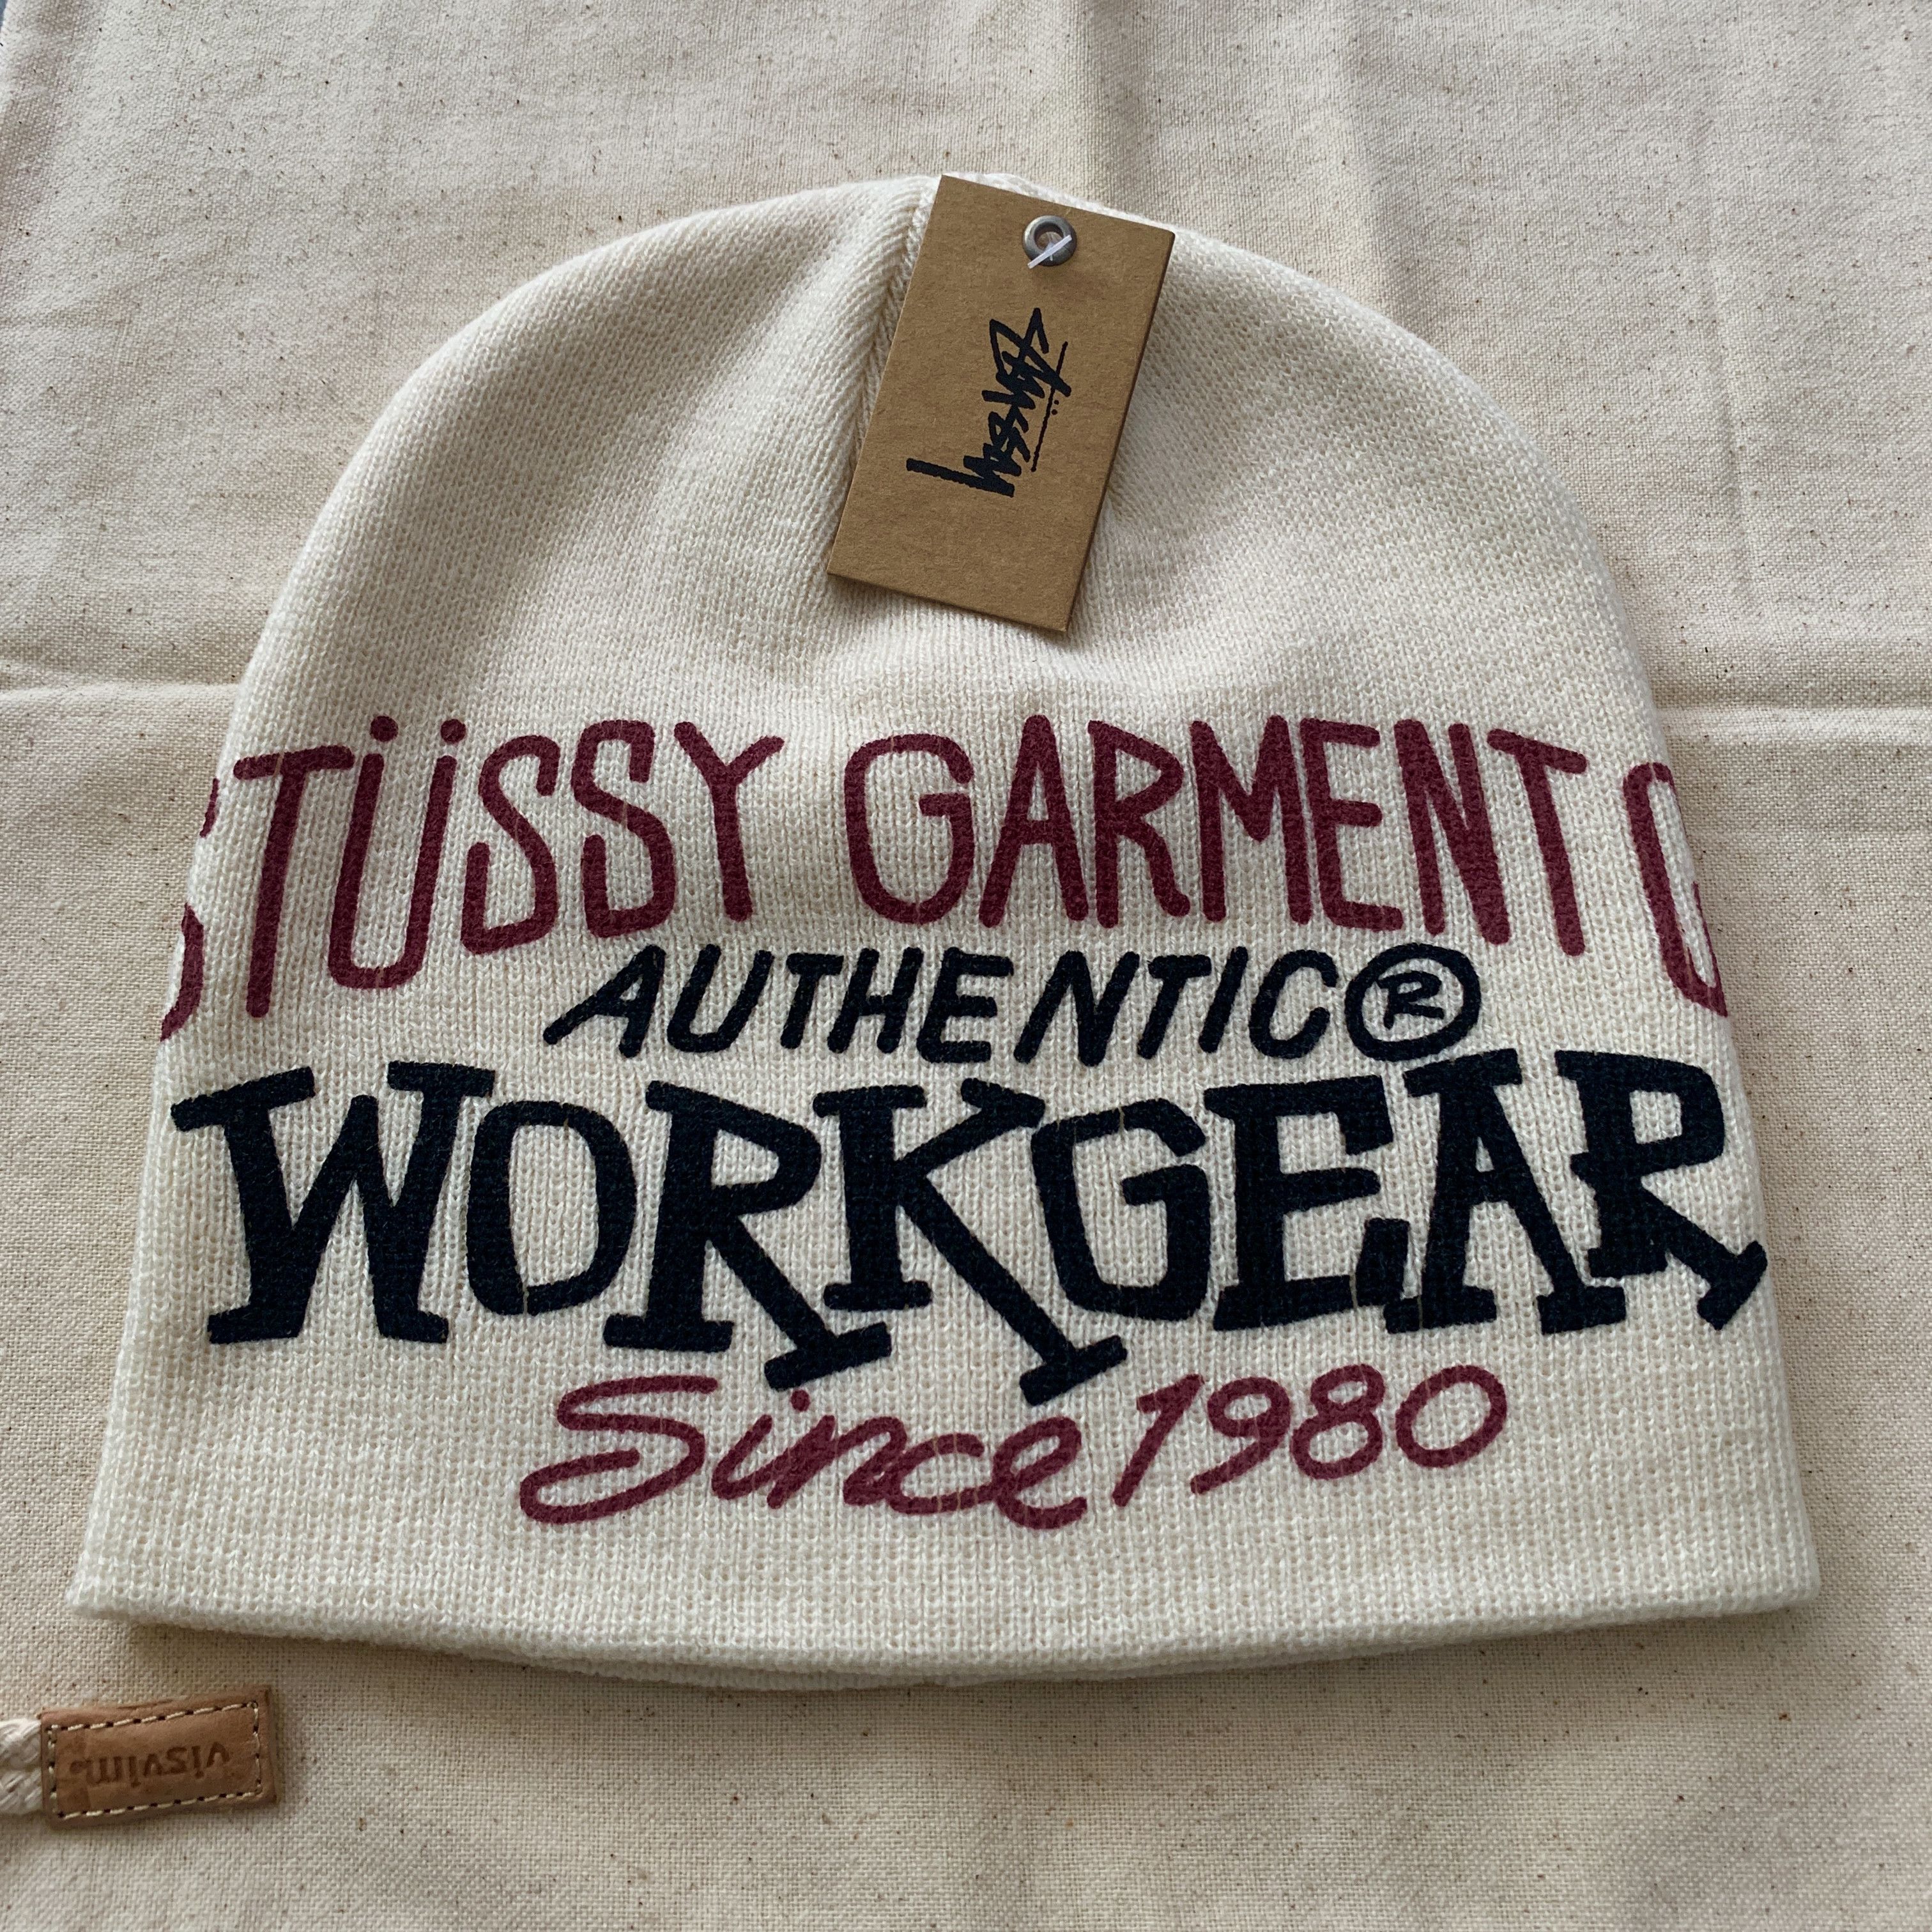 Stüssy
STÜSSY GARMENT C
AUTHENTIC®
WORKGEAR
Since 1980
visvim.